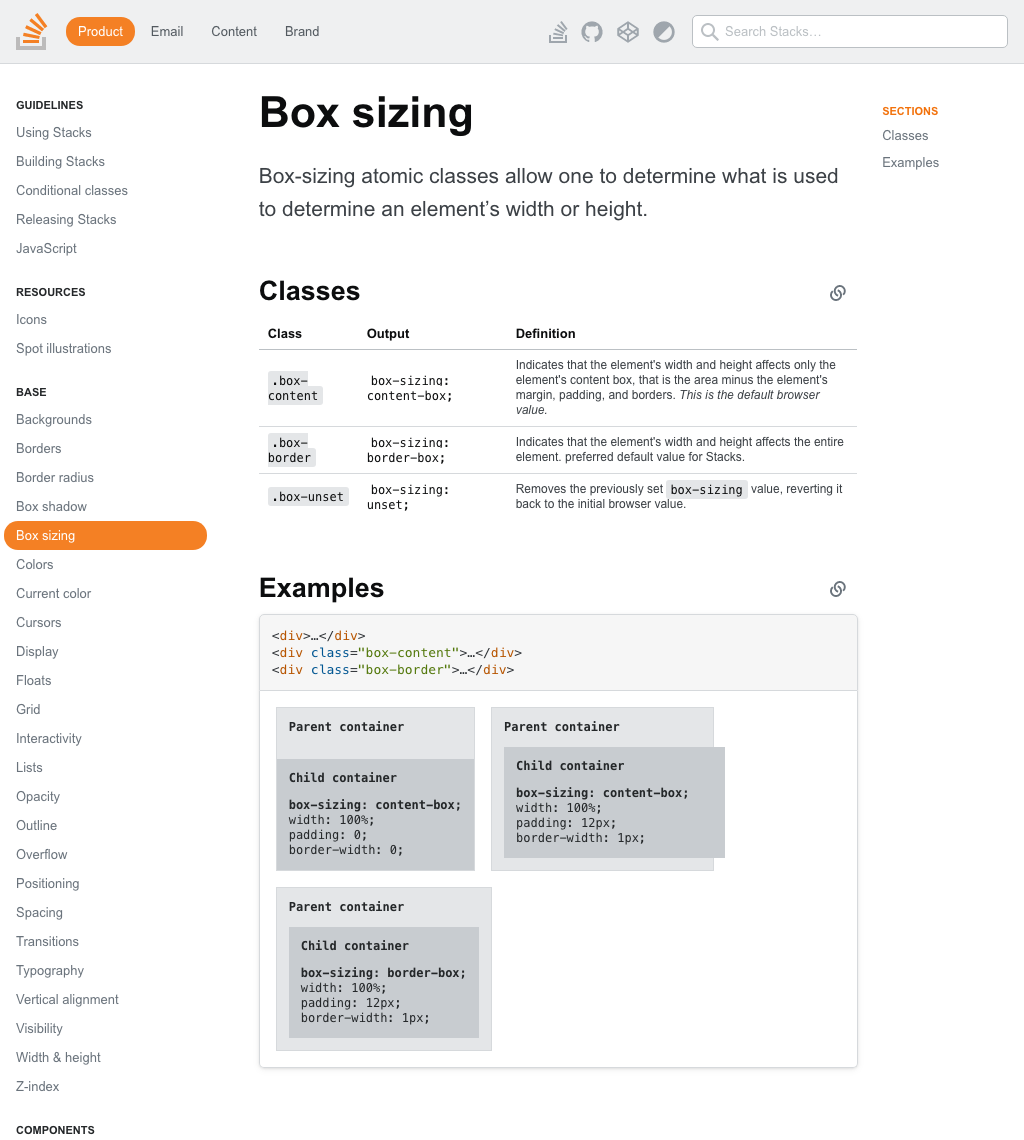 Product
Email
Content
Brand
Search Stacks…
GUIDELINES
Using Stacks
Building Stacks
Conditional classes
Releasing Stacks
JavaScript
RESOURCES
Icons
Spot illustrations
BASE
Backgrounds
Borders
Border radius
Box shadow
Box sizing
Colors
Current color
Cursors
Display
Floats
Grid
Interactivity
Lists
Opacity
Outline
Overflow
Positioning
Spacing
Transitions
Typography
Vertical alignment
Visibility
Width & height
Z-index
COMPONENTS
Box sizing
Box-sizing atomic classes allow one to determine what is used
to determine an element’s width or height.
Classes
Class Output Definition
.box-
content
box-sizing:
content-box;
Indicates that the element's width and height affects only the
element's content box, that is the area minus the element's
margin, padding, and borders. This is the default browser
value.
.box-
border
box-sizing:
border-box;
Indicates that the element's width and height affects the entire
element. preferred default value for Stacks.
.box-unset
box-sizing:
unset;
Removes the previously set box-sizing value, reverting it
back to the initial browser value.
Examples
<div>…</div>
<div class="box-content">…</div>
<div class="box-border">…</div>
Parent container
Child container
box-sizing: content-box;
width: 100%;
padding: 0;
border-width: 0;
Parent container
Child container
box-sizing: content-box;
width: 100%;
padding: 12px;
border-width: 1px;
Parent container
Child container
box-sizing: border-box;
width: 100%;
padding: 12px;
border-width: 1px;
SECTIONS
Classes
Examples